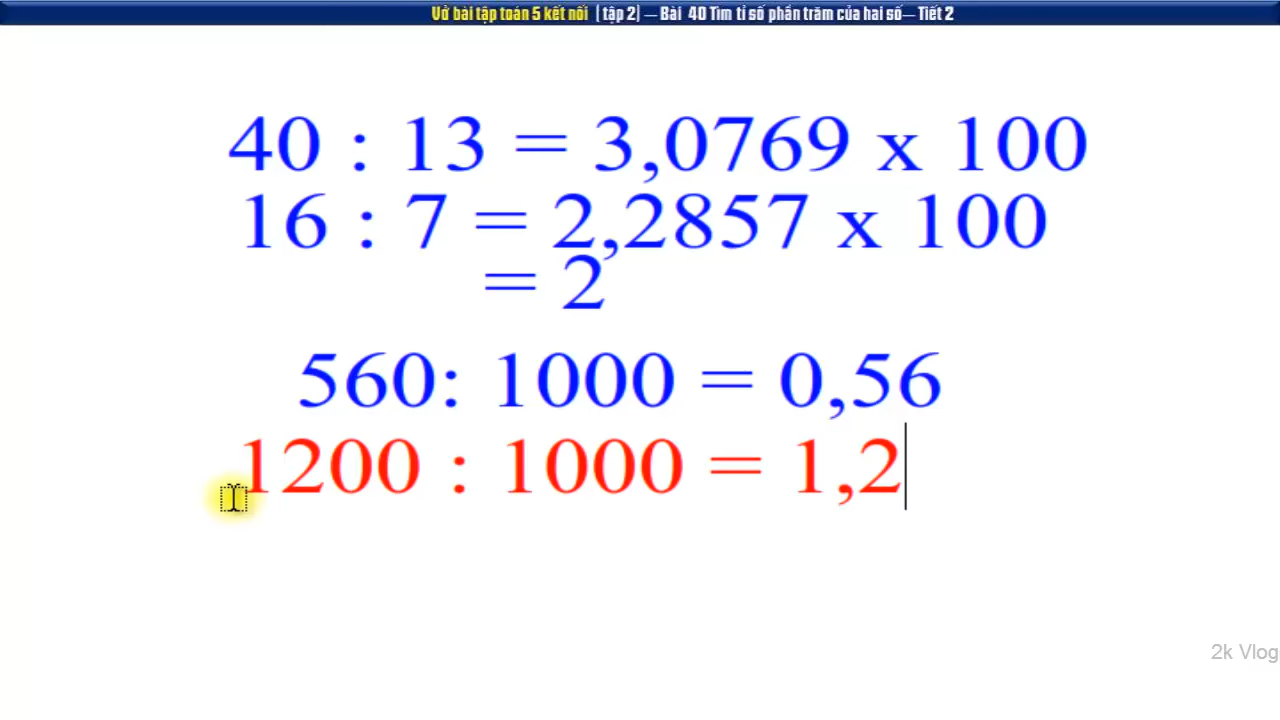 Vở bài tập toán 5 kết nối (tập 2) – Bài 40 Tìm tỉ số phần trăm của hai số– Tiết 2
40 : 13 = 3,0769 x 100
16 : 7 = 2,2857 x 100
= 2
560: 1000 = 0,56
1200 : 1000 = 1,2
2k Vlog